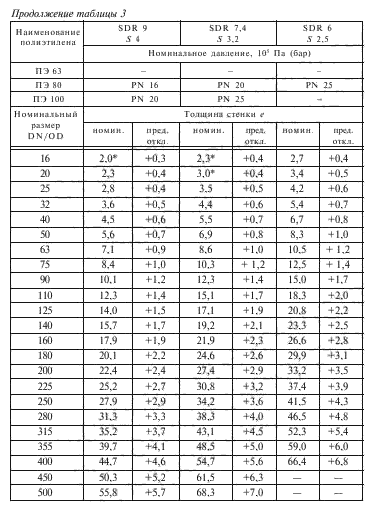 Продолжение таблицы 3
Наименование полиэтилена SDR 9 SDR 7,4 SDR 6
S 4 S 3,2 S 2,5
Номинальное давление, 10⁵ Па (бар)
ПЭ 63 – – –
ПЭ 80 PN 16 PN 20 PN 25
ПЭ 100 PN 20 PN 25 –
Номинальный размер DN/OD Толщина стенки e
номин. пред. откл. номин. пред. откл. номин. пред. откл.
16 2,0* +0,3 2,3* +0,4 2,7 +0,4
20 2,3 +0,4 3,0* +0,4 3,4 +0,5
25 2,8 +0,4 3,5 +0,5 4,2 +0,6
32 3,6 +0,5 4,4 +0,6 5,4 +0,7
40 4,5 +0,6 5,5 +0,7 6,7 +0,8
50 5,6 +0,7 6,9 +0,8 8,3 +1,0
63 7,1 +0,9 8,6 +1,0 10,5 + 1,2
75 8,4 +1,0 10,3 + 1,2 12,5 + 1,4
90 10,1 +1,2 12,3 +1,4 15,0 +1,7
110 12,3 +1,4 15,1 +1,7 18,3 +2,0
125 14,0 +1,5 17,1 +1,9 20,8 +2,2
140 15,7 +1,7 19,2 +2,1 23,3 +2,5
160 17,9 +1,9 21,9 +2,3 26,6 +2,8
180 20,1 +2,2 24,6 +2,6 29,9 +3,1
200 22,4 +2,4 27,4 +2,9 33,2 +3,5
225 25,2 +2,7 30,8 +3,2 37,4 +3,9
250 27,9 +2,9 34,2 +3,6 41,5 +4,3
280 31,3 +3,3 38,3 +4,0 46,5 +4,8
315 35,2 +3,7 43,1 +4,5 52,3 +5,4
355 39,7 +4,1 48,5 +5,0 59,0 +6,0
400 44,7 +4,6 54,7 +5,6 66,4 +6,8
450 50,3 +5,2 61,5 +6,3 — —
500 55,8 +5,7 68,3 +7,0 — —